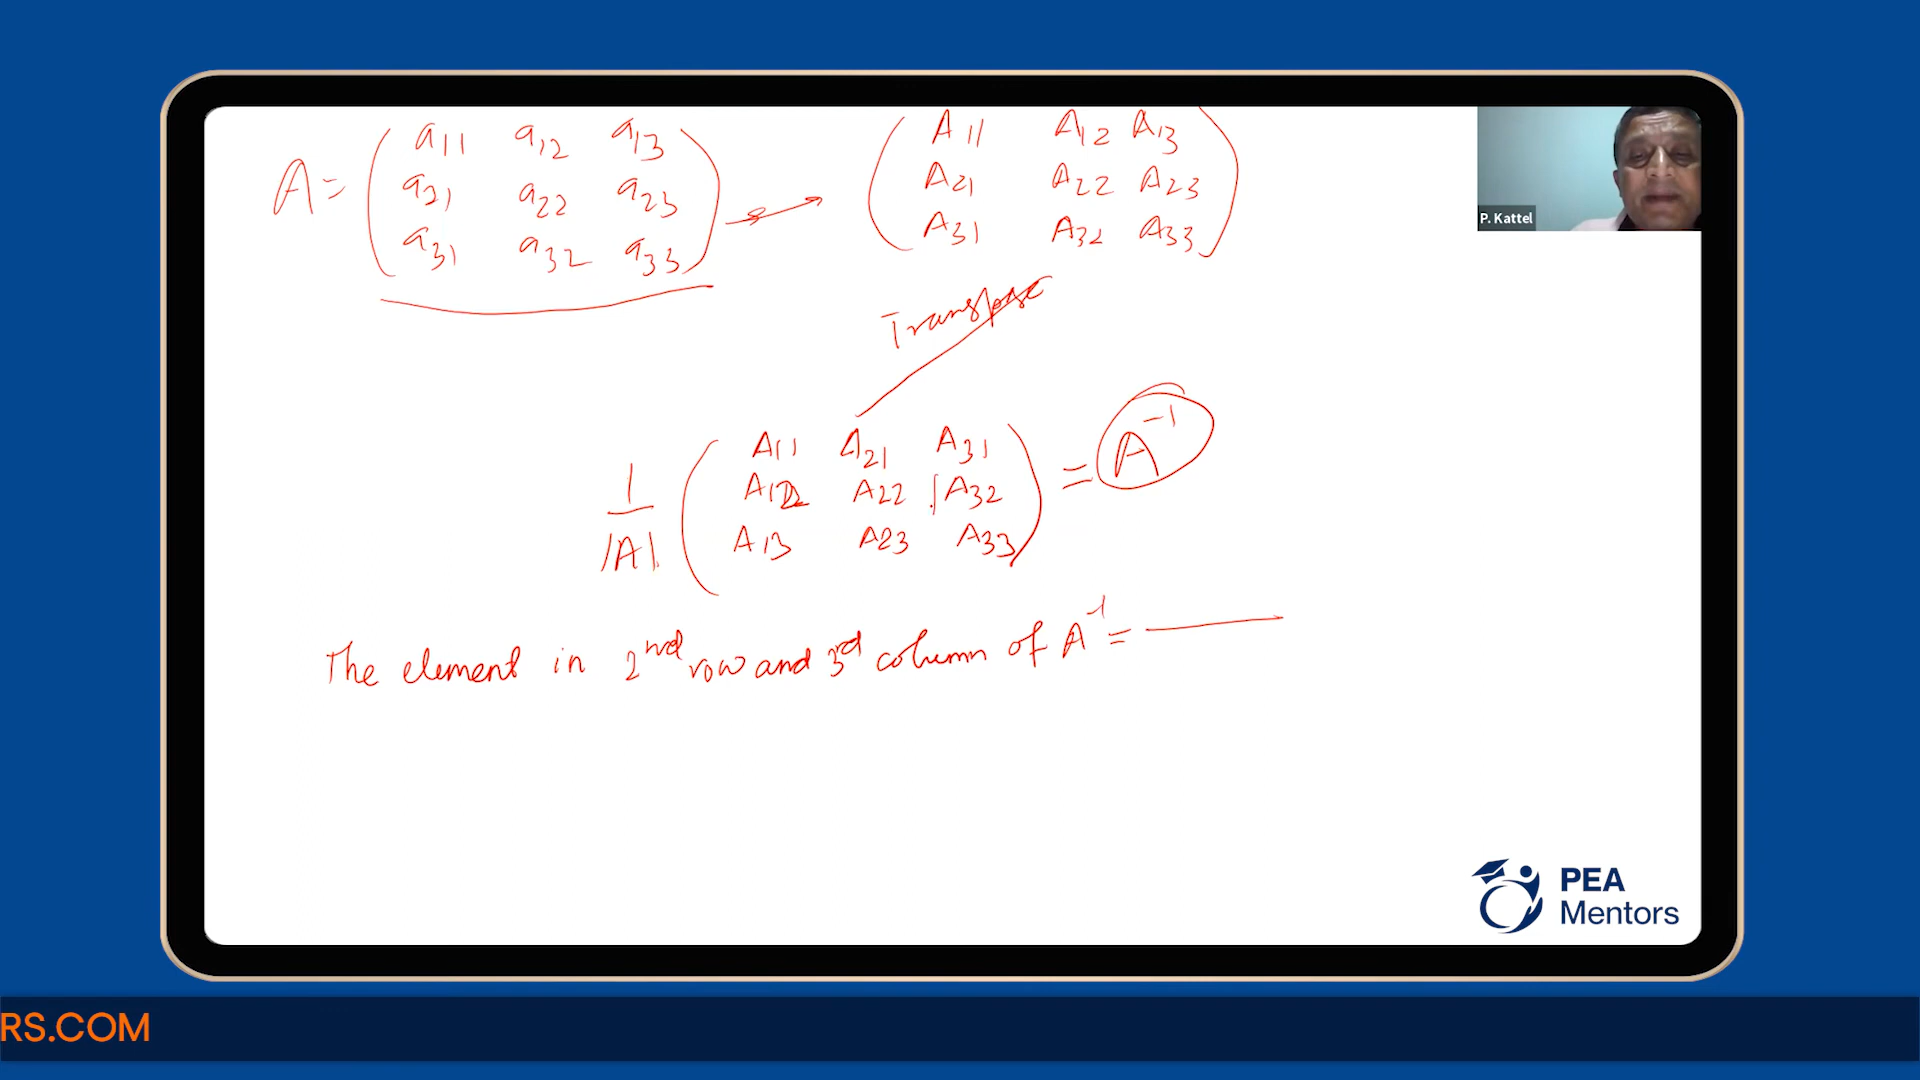 A = ( a11 a12 a13
a21 a22 a23
a31 a32 a33 ) →
( A11 A12 A13
A21 A22 A23
A31 A32 A33 )
P. Kattel
Transpose
1/|A| ( A11 A21 A31
A12 A22 A32
A13 A23 A33 ) = A⁻¹
The element in 2nd row and 3rd column of A⁻¹ = ______
PEA
Mentors
RS.COM